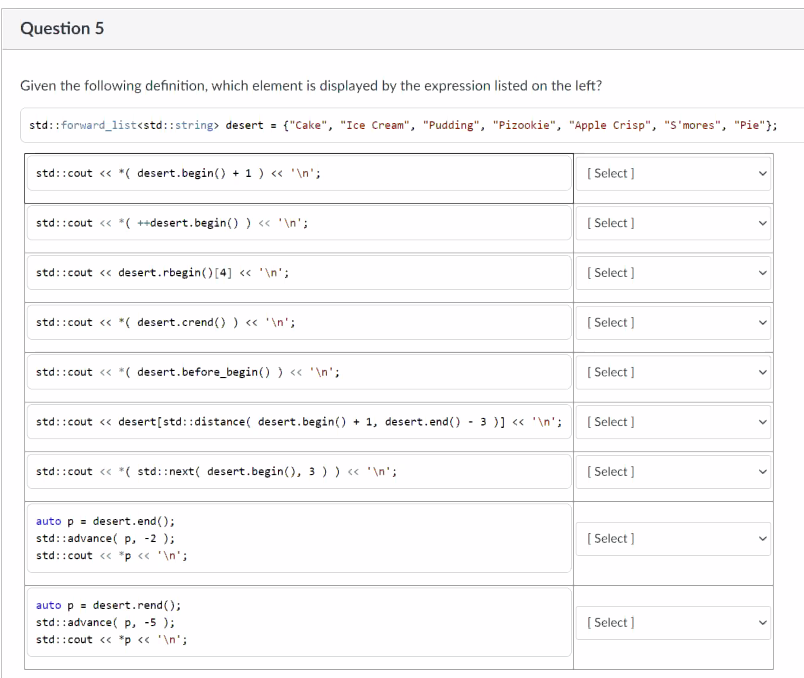 Question 5
Given the following definition, which element is displayed by the expression listed on the left?
std::forward_list<std::string> desert = {"Cake", "Ice Cream", "Pudding", "Pizookie", "Apple Crisp", "S'mores", "Pie"};
std::cout << *( desert.begin() + 1 ) << '\n';
[ Select ]
std::cout << *( ++desert.begin() ) << '\n';
[ Select ]
std::cout << desert.rbegin()[4] << '\n';
[ Select ]
std::cout << *( desert.crend() ) << '\n';
[ Select ]
std::cout << *( desert.before_begin() ) << '\n';
[ Select ]
std::cout << desert[std::distance( desert.begin() + 1, desert.end() - 3 )] << '\n';
[ Select ]
std::cout << *( std::next( desert.begin(), 3 ) ) << '\n';
[ Select ]
auto p = desert.end();
std::advance( p, -2 );
std::cout << *p << '\n';
[ Select ]
auto p = desert.rend();
std::advance( p, -5 );
std::cout << *p << '\n';
[ Select ]